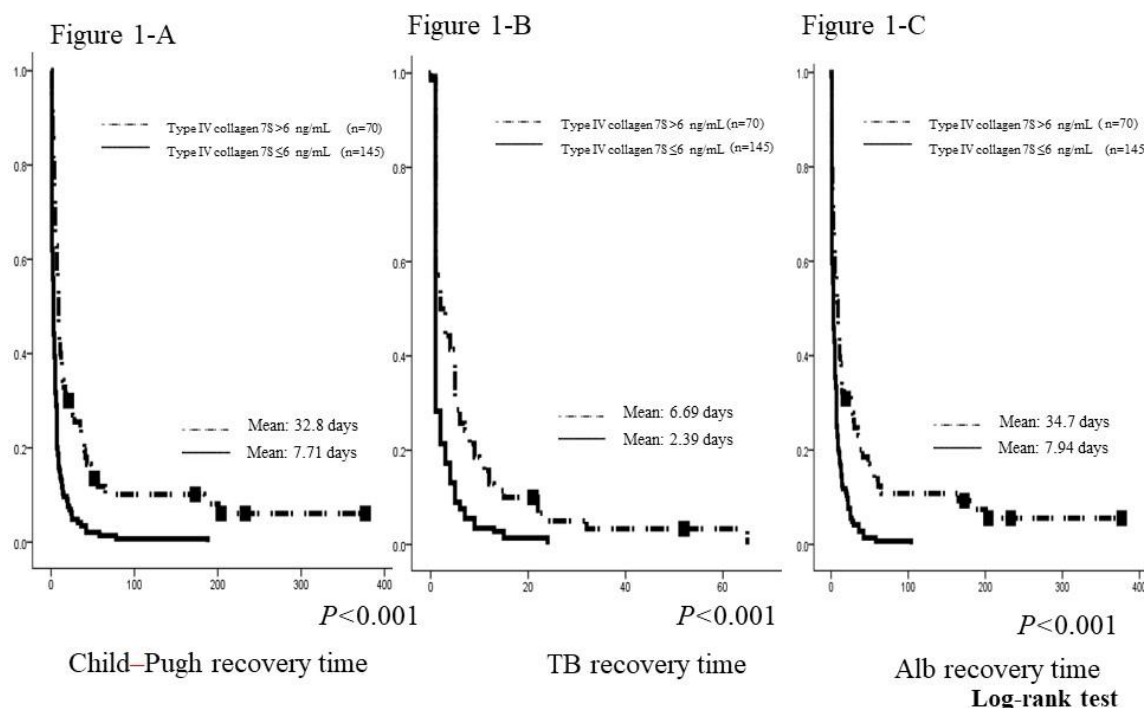 Figure 1-A
Figure 1-B
Figure 1-C
1.0
0.8
0.6
0.4
0.2
0.0
0
100
200
300
400
Type IV collagen 7S>6 ng/mL (n=70)
Type IV collagen 7S≤6 ng/mL (n=145)
Mean: 32.8 days
Mean: 7.71 days
P<0.001
Child–Pugh recovery time
1.0
0.8
0.6
0.4
0.2
0.0
0
20
40
60
Type IV collagen 7S>6 ng/mL (n=70)
Type IV collagen 7S≤6 ng/mL (n=145)
Mean: 6.69 days
Mean: 2.39 days
P<0.001
TB recovery time
1.0
0.8
0.6
0.4
0.2
0.0
0
100
200
300
400
Type IV collagen 7S>6 ng/mL ( n=70)
Type IV collagen 7S≤6 ng/mL (n=145
Mean: 34.7 days
Mean: 7.94 days
P<0.001
Alb recovery time
Log-rank test